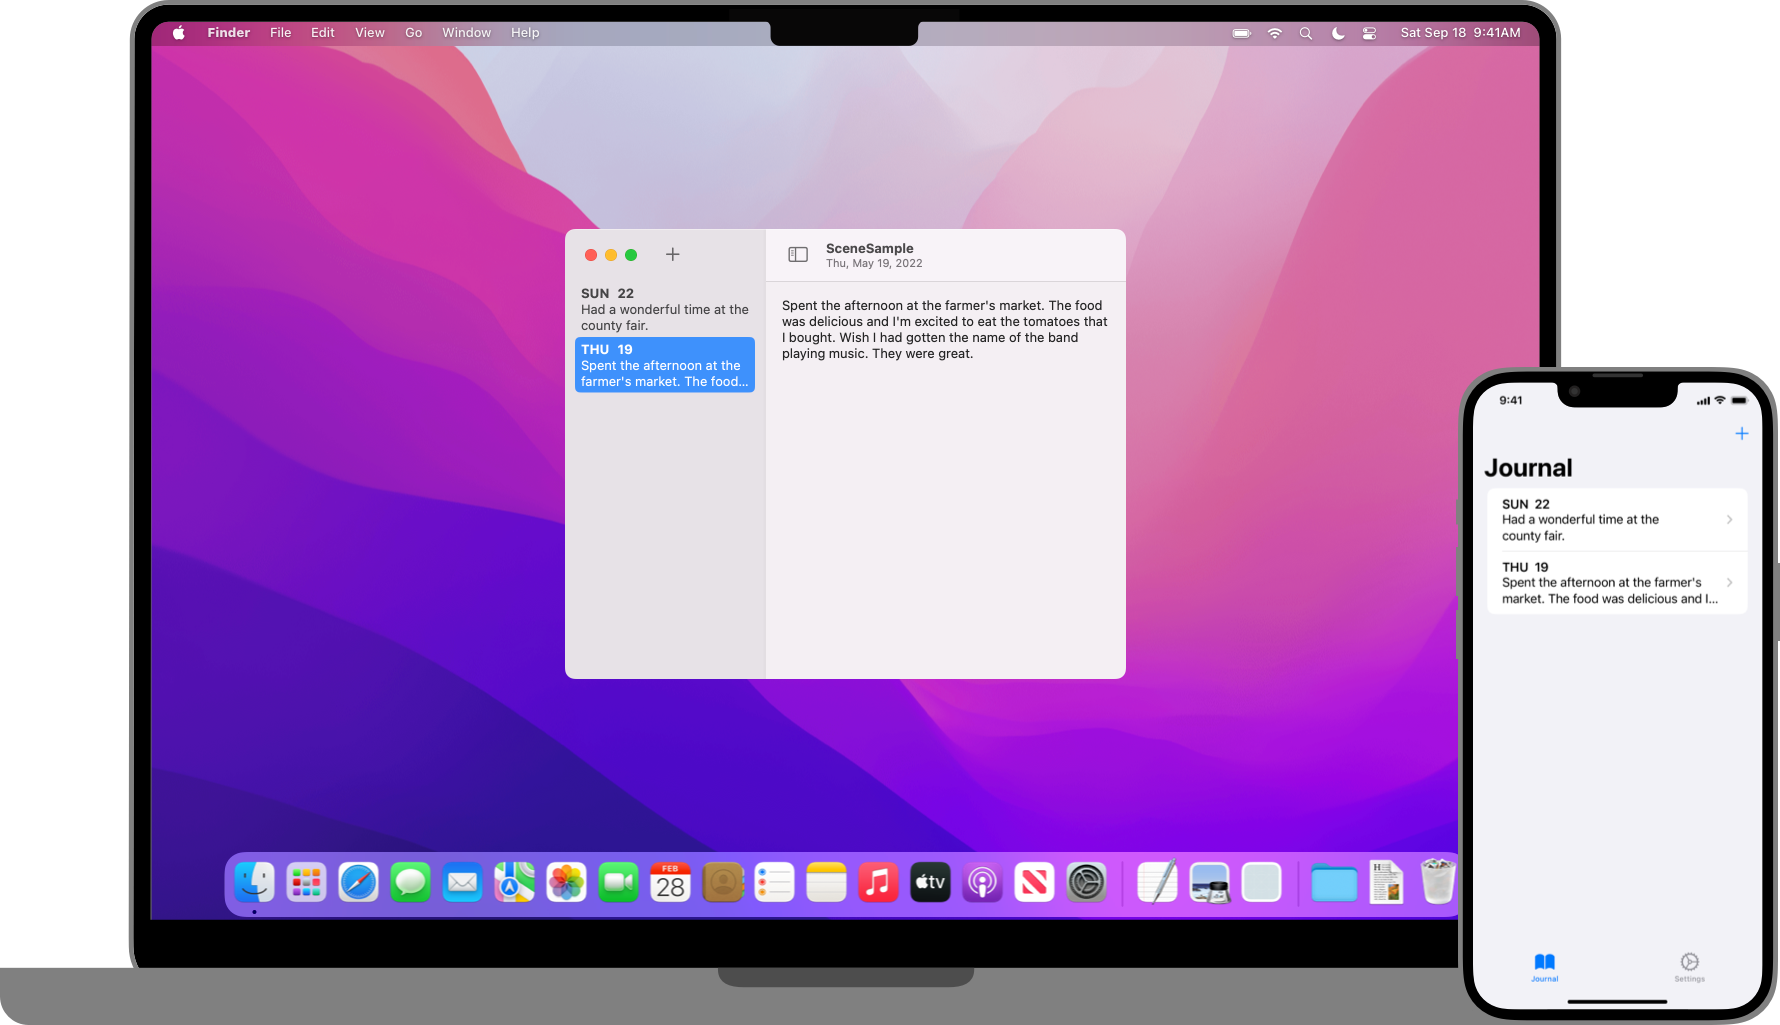 Finder File Edit View Go Window Help
Sat Sep 18 9:41AM
SceneSample
Thu, May 19, 2022
SUN 22
Had a wonderful time at the
county fair.
THU 19
Spent the afternoon at the
farmer's market. The food...
Spent the afternoon at the farmer's market. The food
was delicious and I'm excited to eat the tomatoes that
I bought. Wish I had gotten the name of the band
playing music. They were great.
FEB
28
tv
9:41
Journal
SUN 22
Had a wonderful time at the
county fair.
THU 19
Spent the afternoon at the farmer's
market. The food was delicious and I...
Journal
Settings